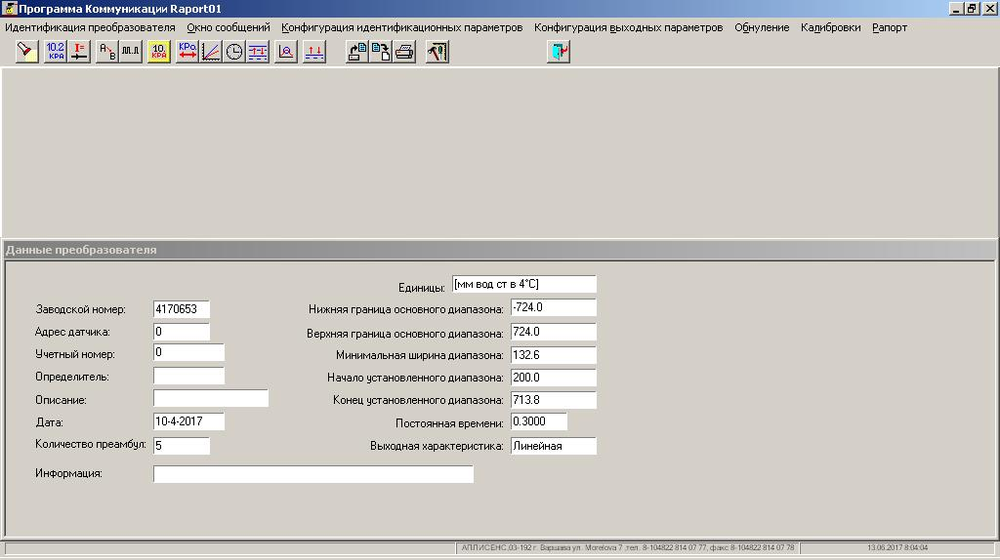 Программа Коммуникации Raport01
Идентификация преобразователя Окно сообщений Конфигурация идентификационных параметров Конфигурация выходных параметров Обнуление Калибровки Рапорт
10.2 KPA I= A B 10. KPA KPa
Данные преобразователя
Единицы: [мм вод ст в 4°C]
Заводской номер: 4170653 Нижняя граница основного диапазона: -724.0
Адрес датчика: 0 Верхняя граница основного диапазона: 724.0
Учетный номер: 0 Минимальная ширина диапазона: 132.6
Определитель: Начало установленного диапазона: 200.0
Описание: Конец установленного диапазона: 713.8
Дата: 10-4-2017 Постоянная времени: 0.3000
Количество преамбул: 5 Выходная характеристика: Линейная
Информация:
АПЛИСЕНС,03-192 г. Варшава ул. Morelova 7 ,тел. 8-104822 814 07 77, факс 8-104822 814 07 78 13.06.2017 8:04:04